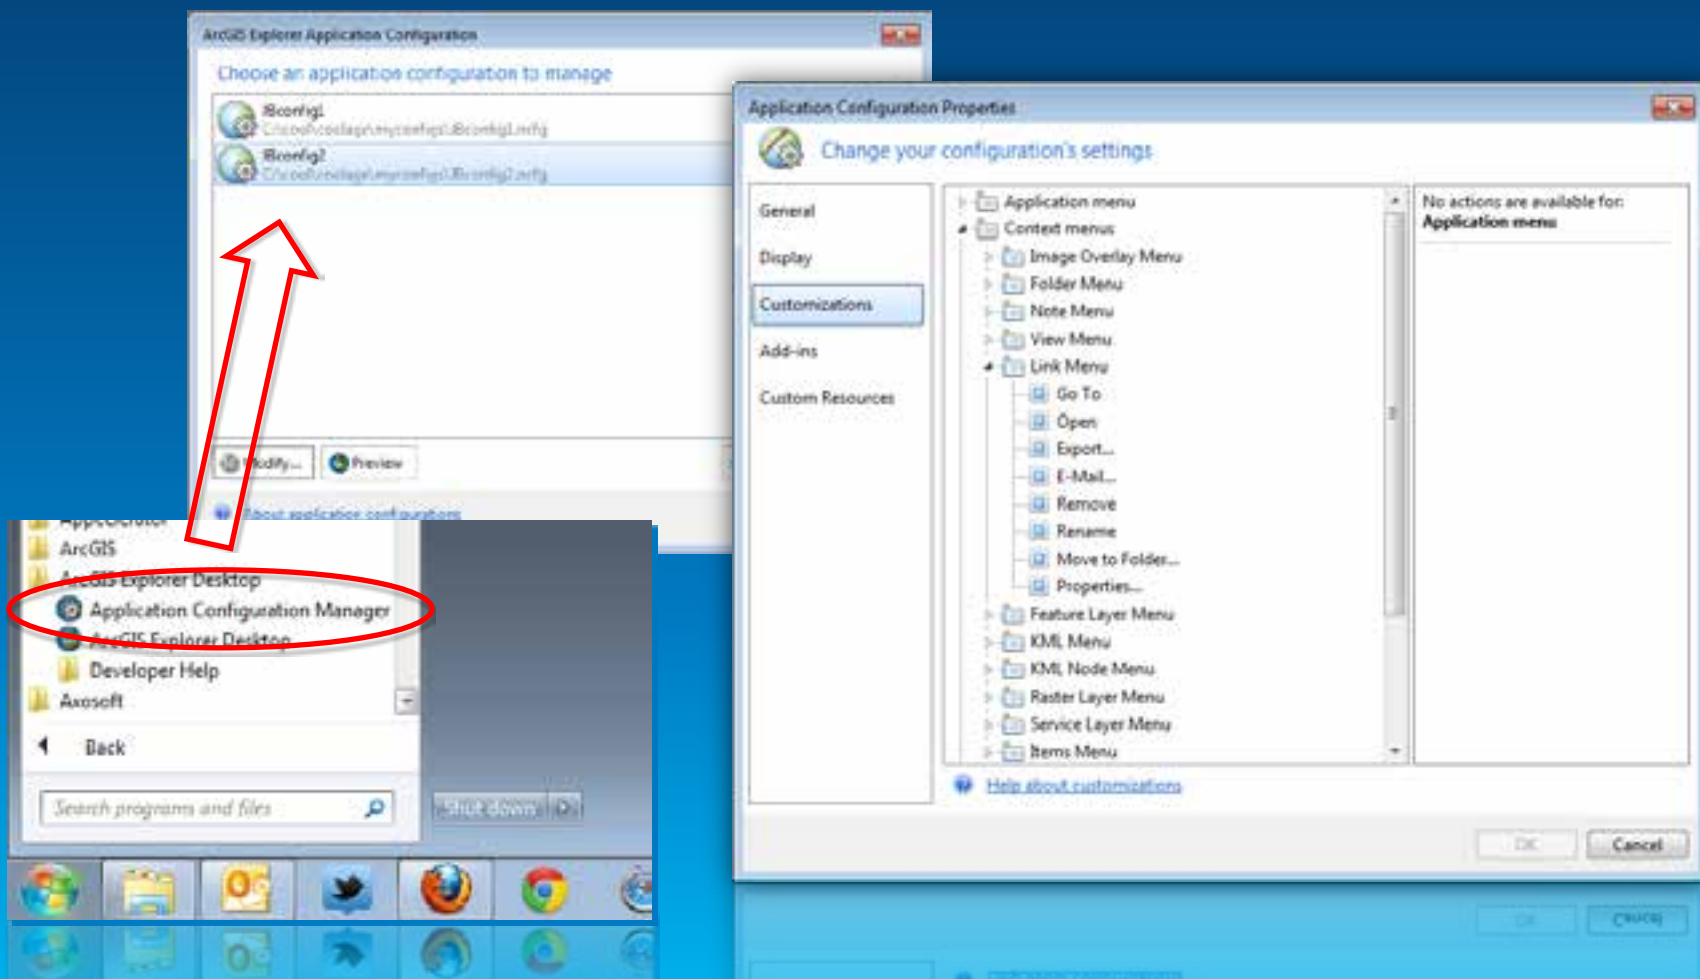 ArcGIS Explorer Application Configuration
Choose an application configuration to manage
JBconfig1
JBconfig2
Modify...
Preview
About application configurations
Application Configuration Properties
Change your configuration's settings
General
Display
Customizations
Add-ins
Custom Resources
Application menu
Context menus
Image Overlay Menu
Folder Menu
Note Menu
View Menu
Link Menu
Go To
Open
Export...
E-Mail...
Remove
Rename
Move to Folder...
Properties...
Feature Layer Menu
KML Menu
KML Node Menu
Raster Layer Menu
Service Layer Menu
Items Menu
No actions are available for:
Application menu
Help about customizations
OK
Cancel
ArcGIS
ArcGIS Explorer Desktop
Application Configuration Manager
ArcGIS Explorer Desktop
Developer Help
Axosoft
Back
Search programs and files
Shut down